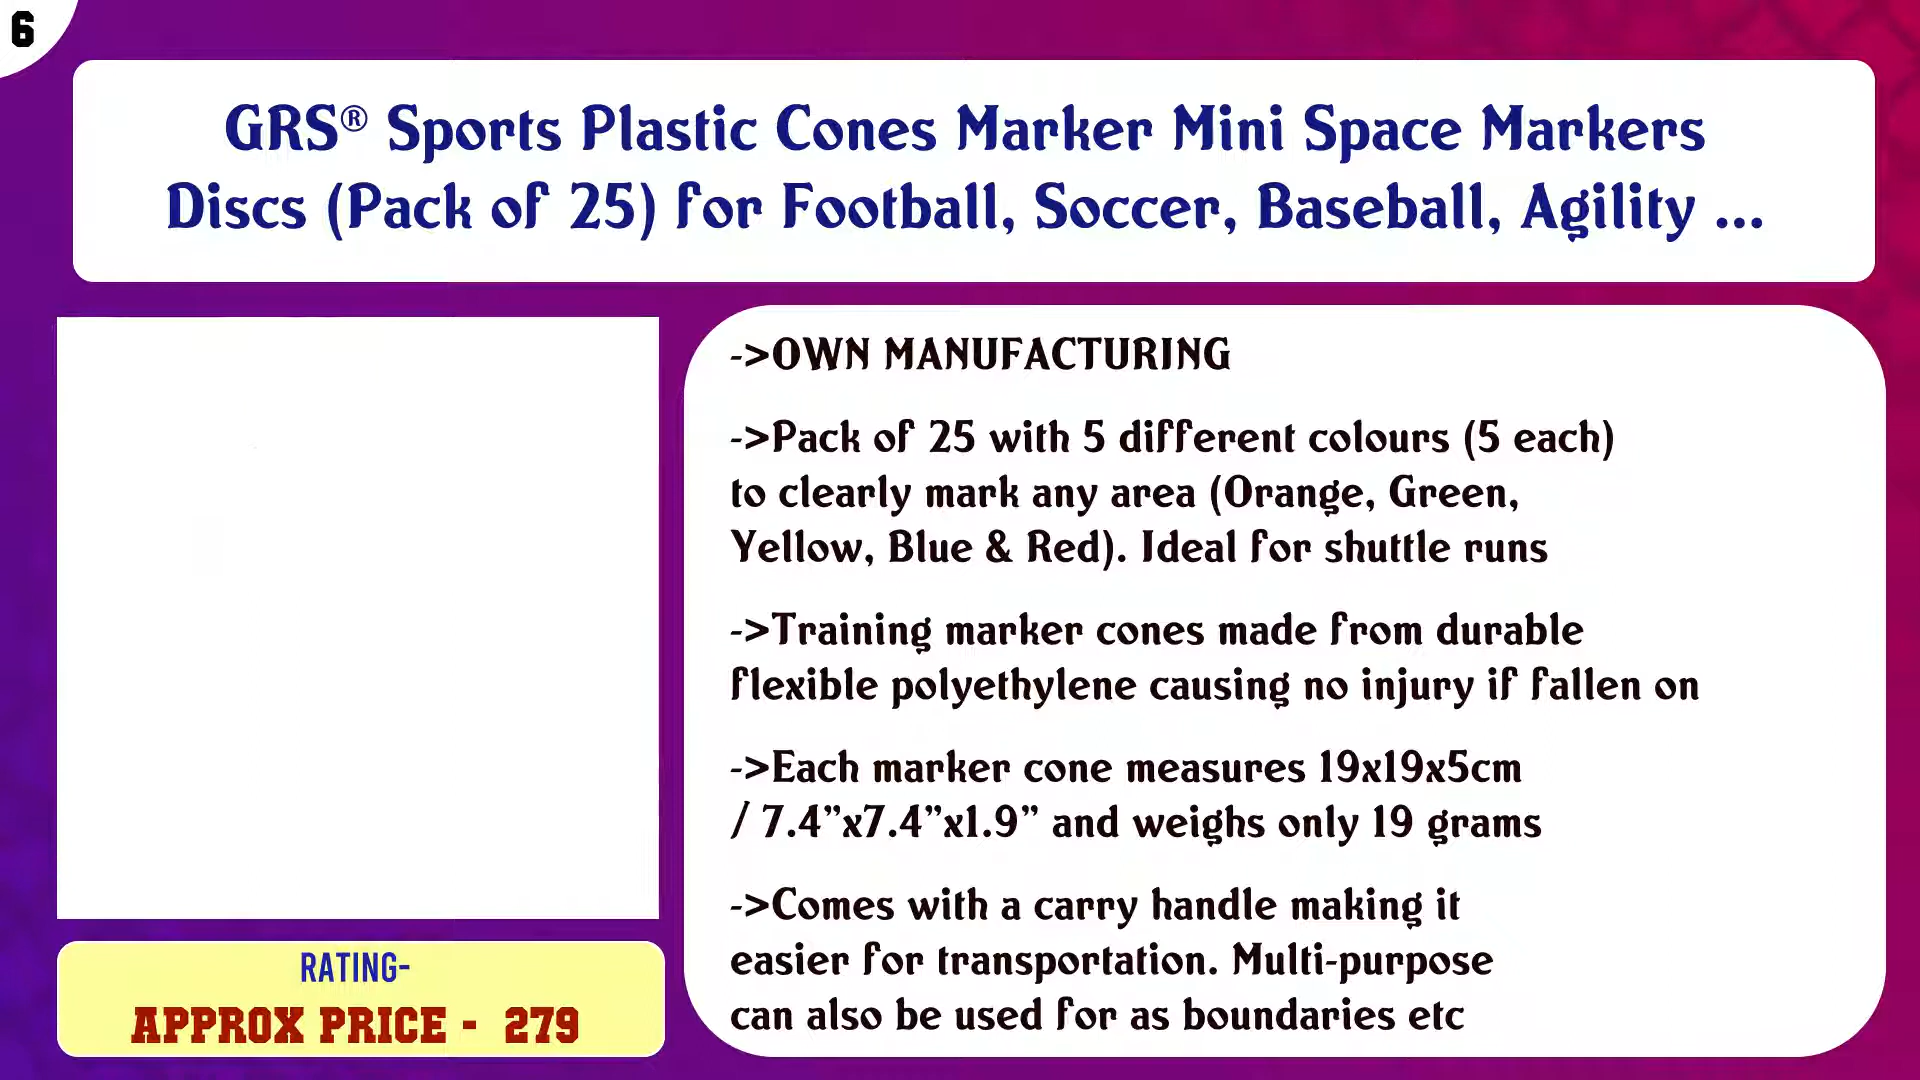 6
GRS® Sports Plastic Cones Marker Mini Space Markers
Discs (Pack of 25) for Football, Soccer, Baseball, Agility ...
->OWN MANUFACTURING
->Pack of 25 with 5 different colours (5 each)
to clearly mark any area (Orange, Green,
Yellow, Blue & Red). Ideal for shuttle runs
->Training marker cones made from durable
flexible polyethylene causing no injury if fallen on
->Each marker cone measures 19x19x5cm
/ 7.4”x7.4”x1.9” and weighs only 19 grams
->Comes with a carry handle making it
easier for transportation. Multi-purpose
can also be used for as boundaries etc
RATING-
APPROX PRICE - 279